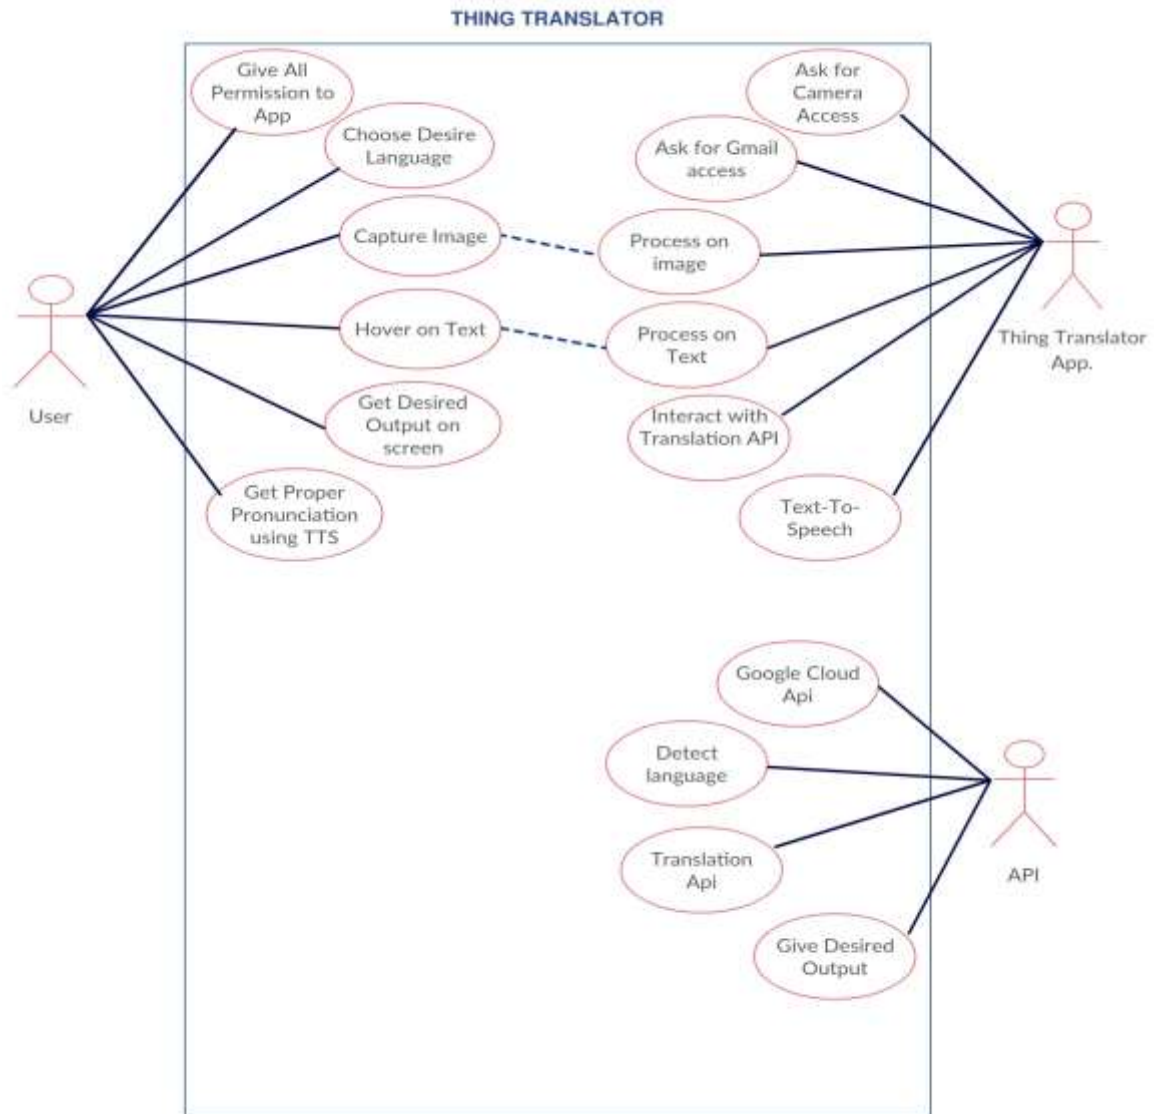 THING TRANSLATOR
Give All
Permission to
App
Choose Desire
Language
Capture Image
Hover on Text
Get Desired
Output on
screen
Get Proper
Pronunciation
using TTS
User
Ask for
Camera
Access
Ask for Gmail
access
Process on
image
Process on
Text
Interact with
Translation API
Text-To-
Speech
Thing Translator
App.
Google Cloud
Api
Detect
language
Translation
Api
Give Desired
Output
API